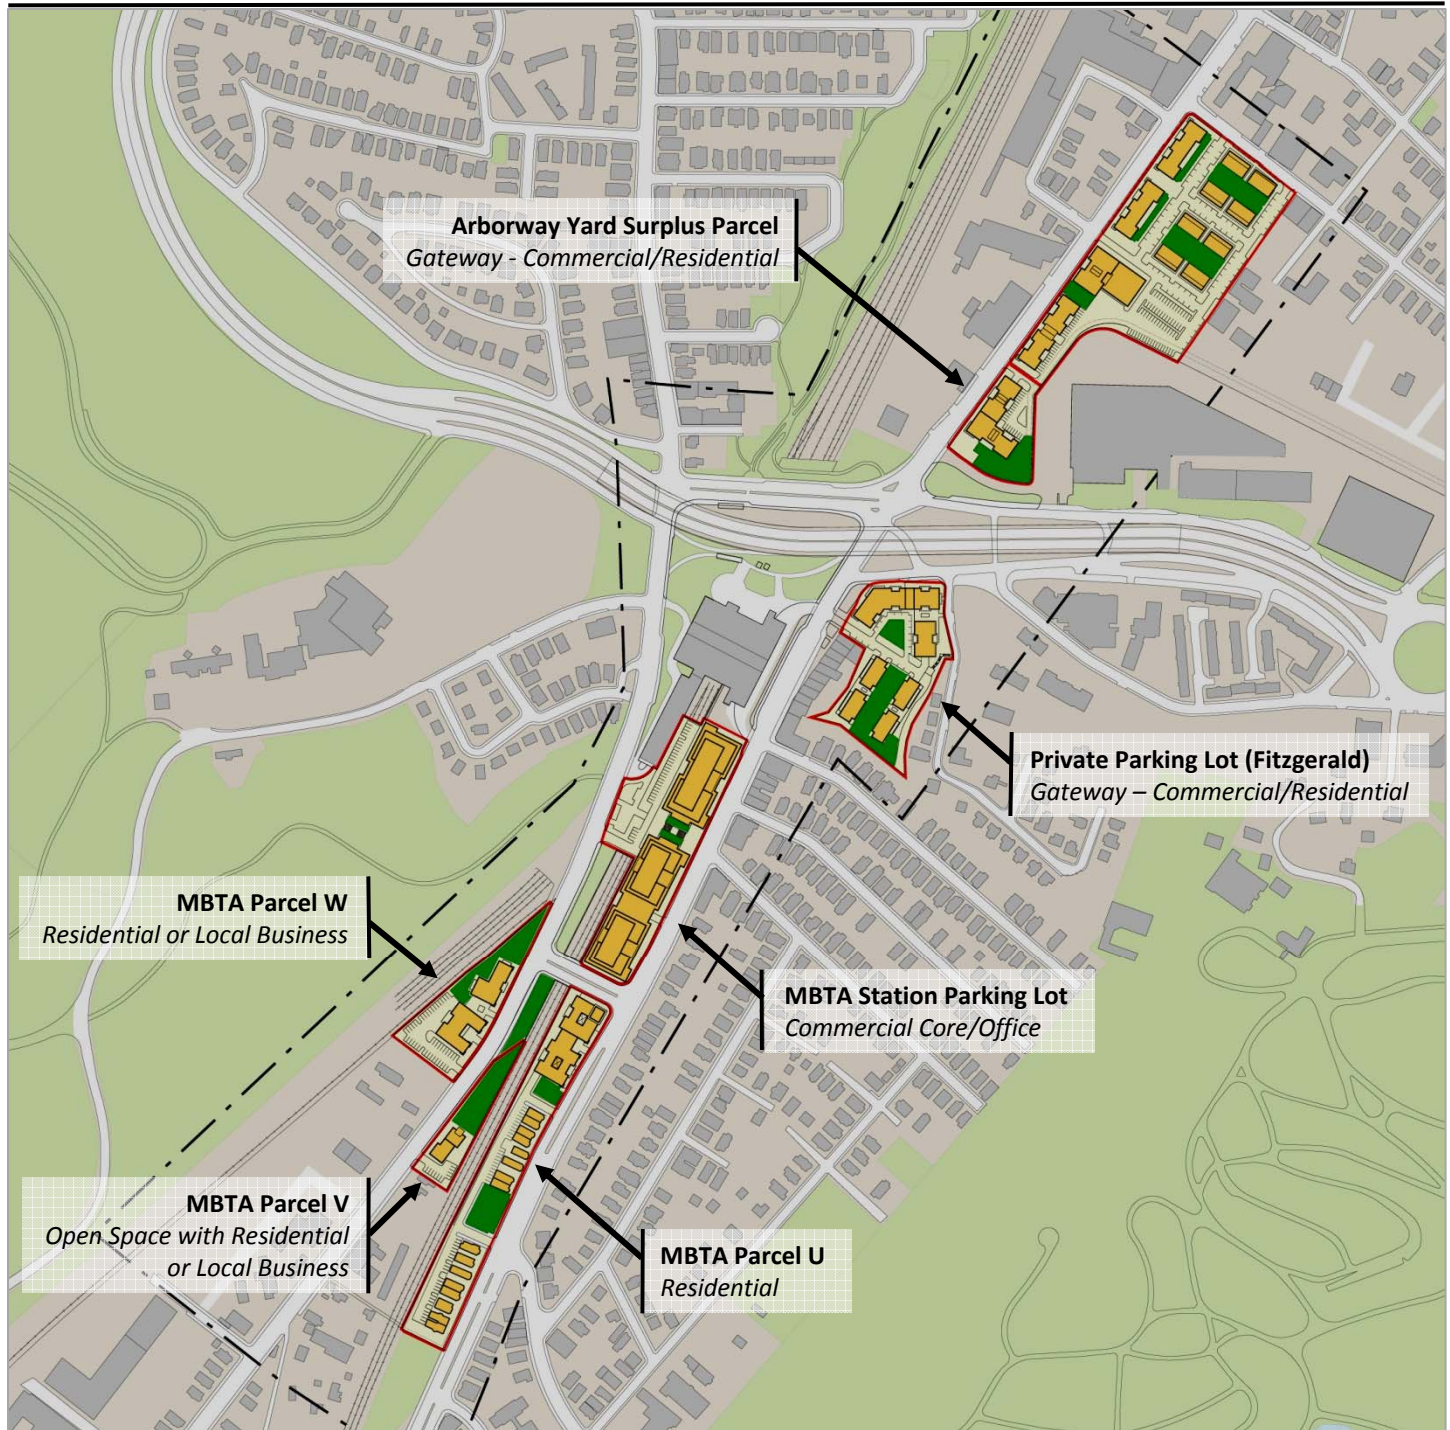 Arborway Yard Surplus Parcel
Gateway - Commercial/Residential
Private Parking Lot (Fitzgerald)
Gateway – Commercial/Residential
MBTA Parcel W
Residential or Local Business
MBTA Station Parking Lot
Commercial Core/Office
MBTA Parcel V
Open Space with Residential
or Local Business
MBTA Parcel U
Residential